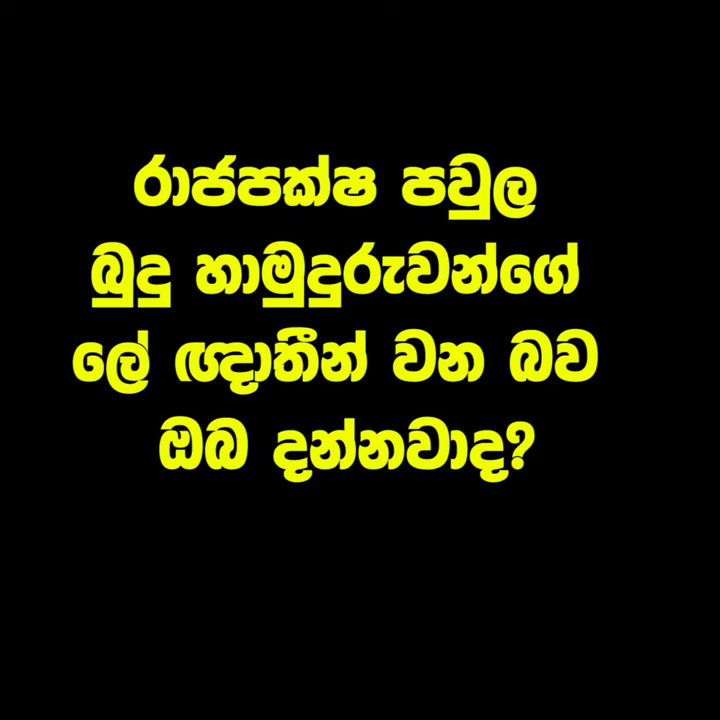 රාජපක්ෂ පවුල
බුදු හාමුදුරුවන්ගේ
ලේ ඥාතීන් වන බව
ඔබ දන්නවාද?